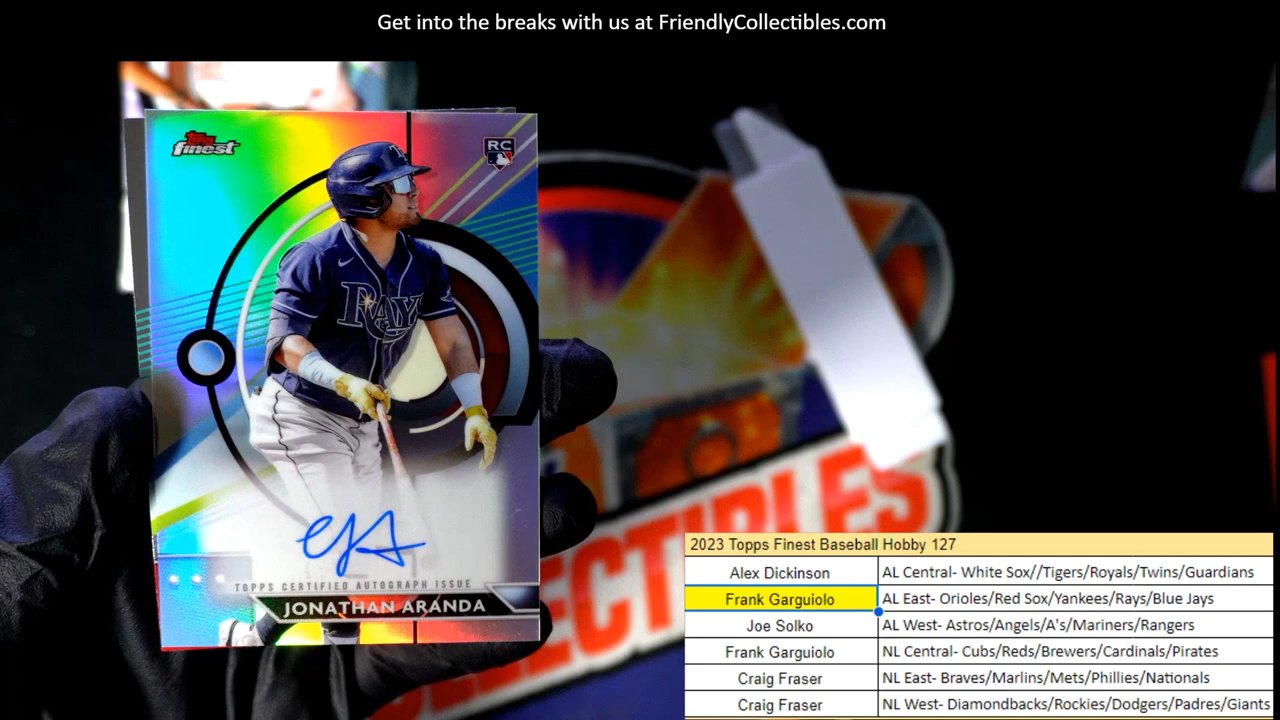 Get into the breaks with us at FriendlyCollectibles.com
Topps
finest
RC
RAYS
TOPPS CERTIFIED AUTOGRAPH ISSUE
JONATHAN ARANDA
2023 Topps Finest Baseball Hobby 127
Alex Dickinson AL Central- White Sox//Tigers/Royals/Twins/Guardians
Frank Garguiolo AL East- Orioles/Red Sox/Yankees/Rays/Blue Jays
Joe Solko AL West- Astros/Angels/A's/Mariners/Rangers
Frank Garguiolo NL Central- Cubs/Reds/Brewers/Cardinals/Pirates
Craig Fraser NL East- Braves/Marlins/Mets/Phillies/Nationals
Craig Fraser NL West- Diamondbacks/Rockies/Dodgers/Padres/Giants